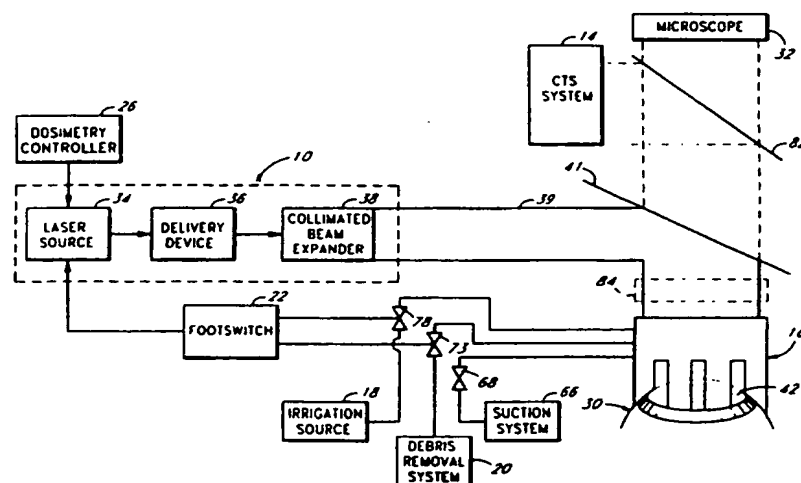 MICROSCOPE
32
14
CTS
SYSTEM
26
DOSIMETRY
CONTROLLER
10
41
34
36
38
39
LASER
SOURCE
DELIVERY
DEVICE
COLLIMATED
BEAM
EXPANDER
84
22
FOOTSWITCH
78
73
68
18
IRRIGATION
SOURCE
66
SUCTION
SYSTEM
30
42
DEBRIS
REMOVAL
SYSTEM
20